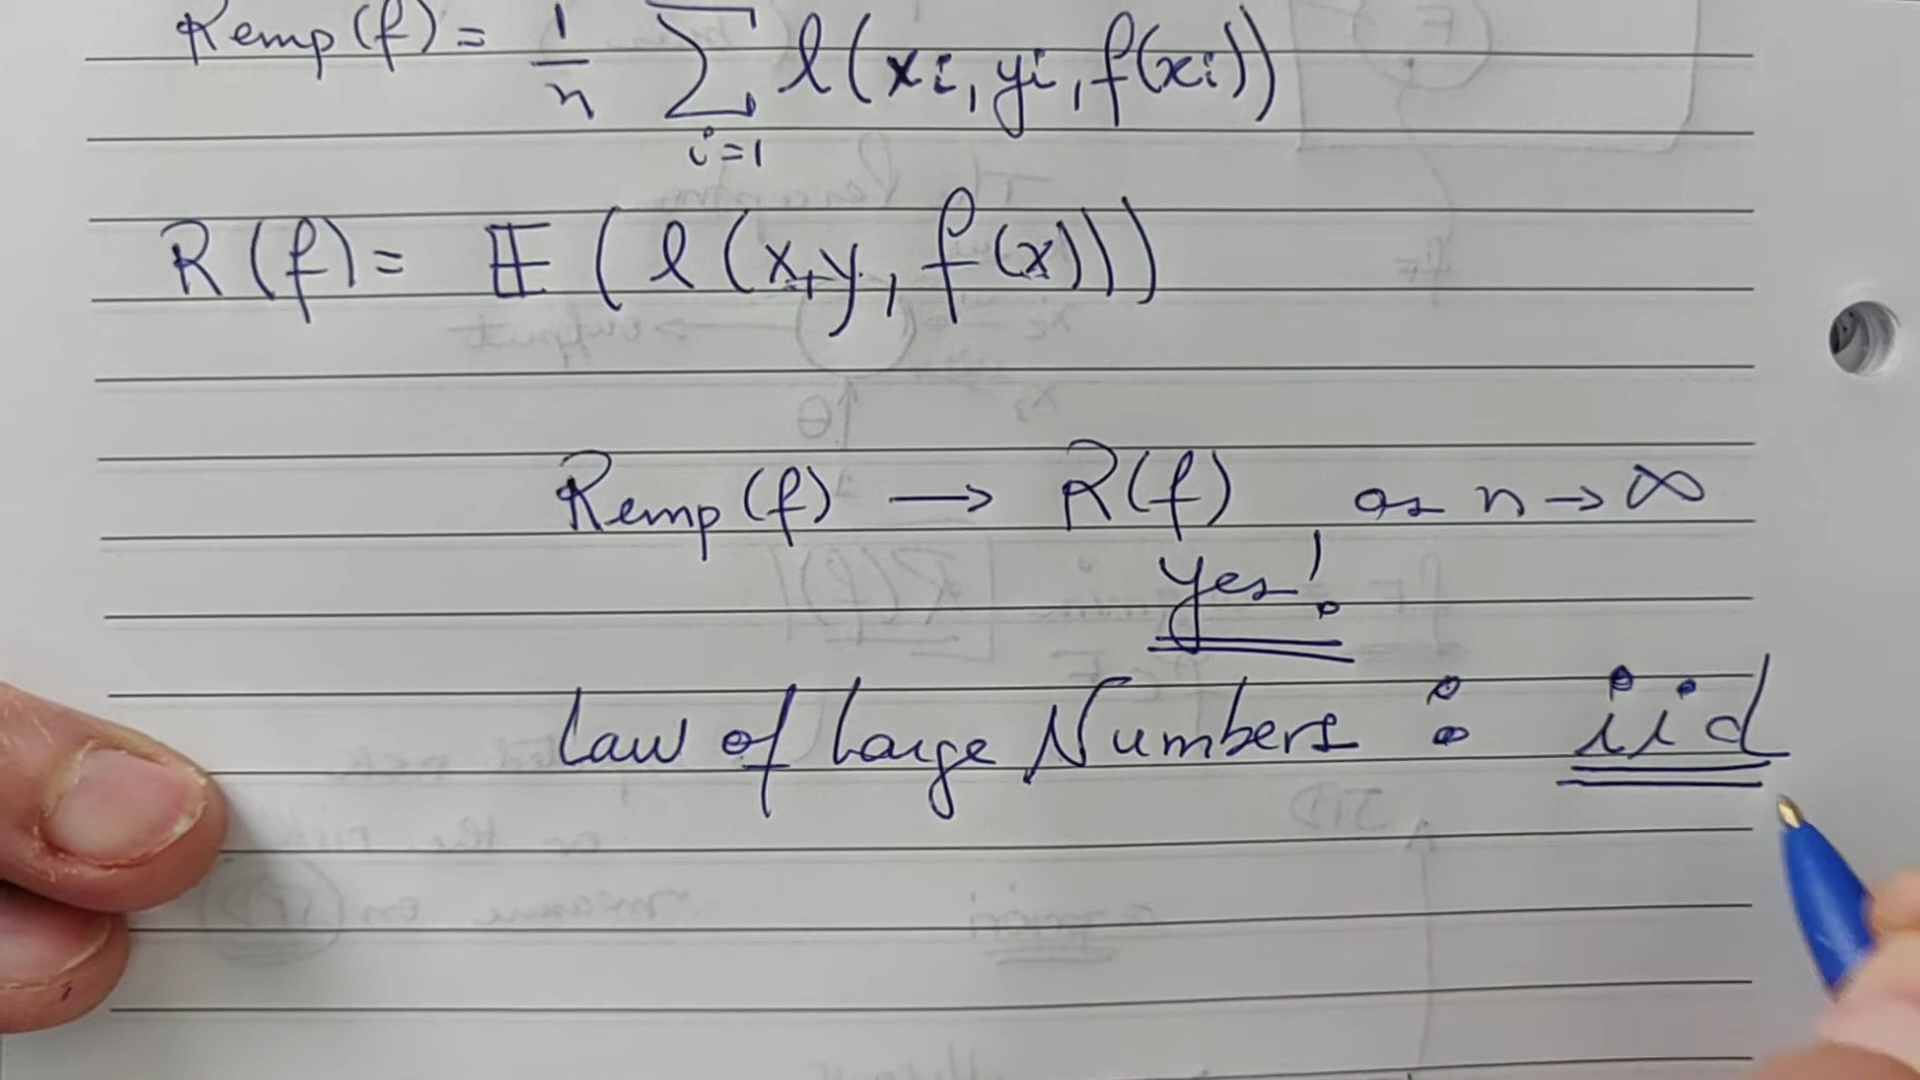 Remp(f) = 1/n ∑ i=1 l(xi, yi, f(xi))
R(f) = 𝔼(l(x,y, f(x)))
Remp(f) → R(f) as n → ∞
Yes!
Law of Large Numbers : iid